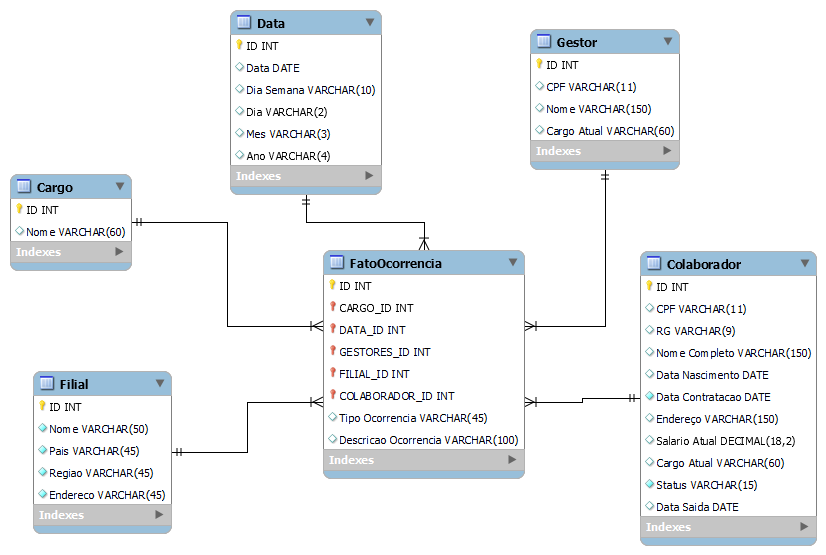 Data
ID INT
Data DATE
Dia Semana VARCHAR(10)
Dia VARCHAR(2)
Mes VARCHAR(3)
Ano VARCHAR(4)
Indexes
Gestor
ID INT
CPF VARCHAR(11)
Nome VARCHAR(150)
Cargo Atual VARCHAR(60)
Indexes
Cargo
ID INT
Nome VARCHAR(60)
Indexes
FatoOcorrencia
ID INT
CARGO_ID INT
DATA_ID INT
GESTORES_ID INT
FILIAL_ID INT
COLABORADOR_ID INT
Tipo Ocorrencia VARCHAR(45)
Descricao Ocorrencia VARCHAR(100)
Indexes
Colaborador
ID INT
CPF VARCHAR(11)
RG VARCHAR(9)
Nome Completo VARCHAR(150)
Data Nascimento DATE
Data Contratacao DATE
Endereço VARCHAR(150)
Salario Atual DECIMAL(18,2)
Cargo Atual VARCHAR(60)
Status VARCHAR(15)
Data Saida DATE
Indexes
Filial
ID INT
Nome VARCHAR(50)
Pais VARCHAR(45)
Regiao VARCHAR(45)
Endereco VARCHAR(45)
Indexes